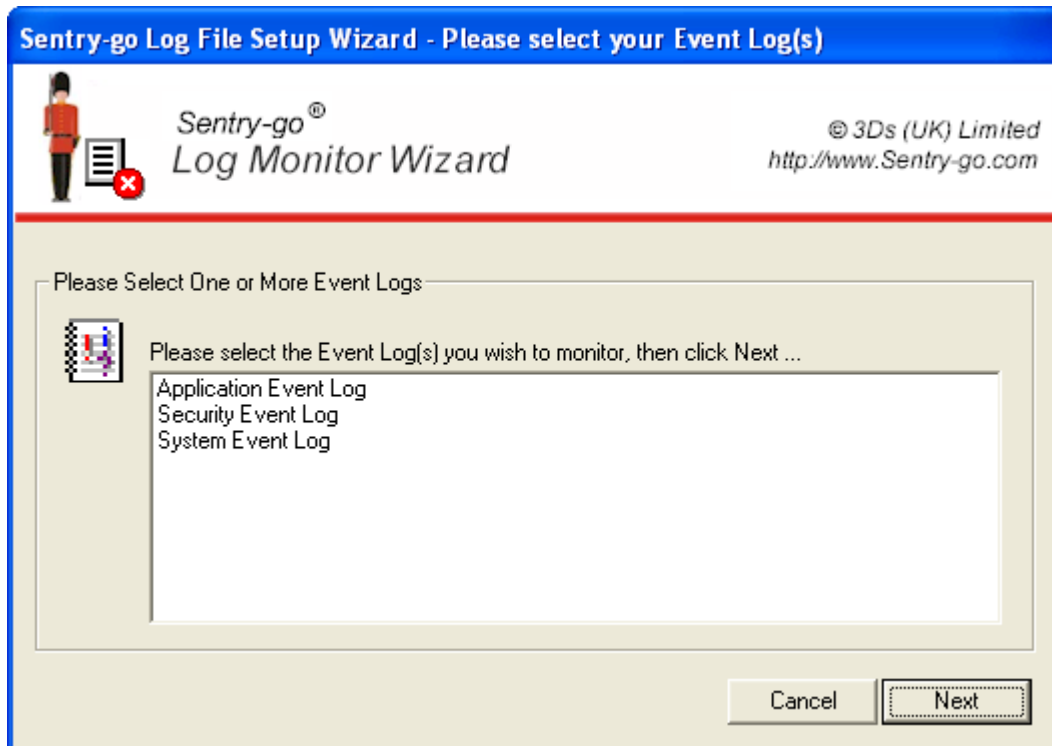 Sentry-go Log File Setup Wizard - Please select your Event Log(s)
Sentry-go®
Log Monitor Wizard
© 3Ds (UK) Limited
http://www.Sentry-go.com
Please Select One or More Event Logs
Please select the Event Log(s) you wish to monitor, then click Next ...
Application Event Log
Security Event Log
System Event Log
Cancel
Next